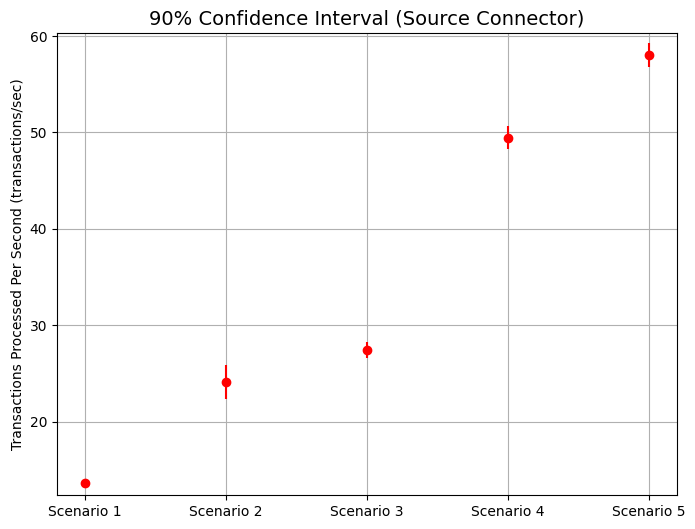 90% Confidence Interval (Source Connector)
Transactions Processed Per Second (transactions/sec)
60
50
40
30
20
Scenario 1 Scenario 2 Scenario 3 Scenario 4 Scenario 5